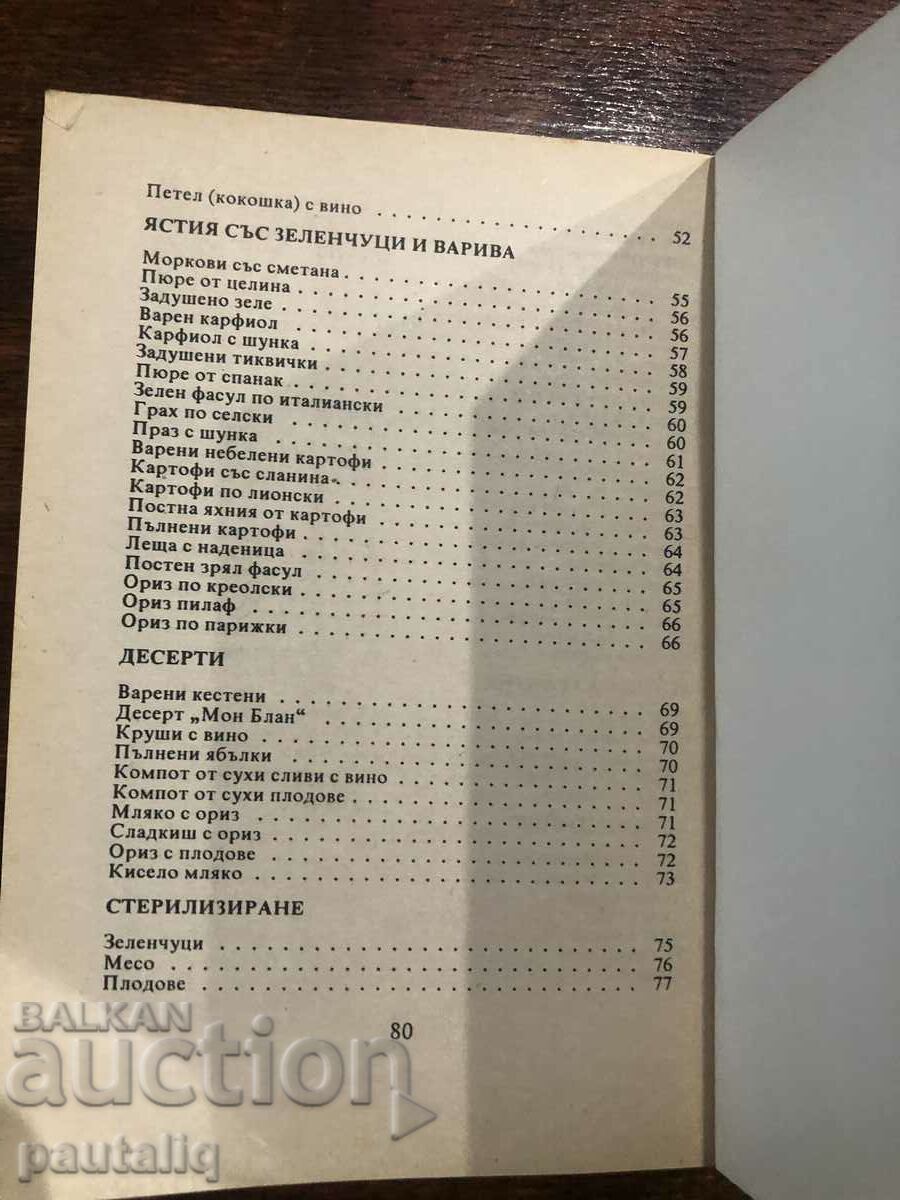 Петел (кокошка) с вино . . . . . . . . . . . . . . . 52
ЯСТИЯ СЪС ЗЕЛЕНЧУЦИ И ВАРИВА
Моркови със сметана . . . . . . . . . . . . . . . 55
Пюре от целина . . . . . . . . . . . . . . . 56
Задушено зеле . . . . . . . . . . . . . . . 56
Варен карфиол . . . . . . . . . . . . . . . 57
Карфиол с шунка . . . . . . . . . . . . . . . 58
Задушени тиквички . . . . . . . . . . . . . . . 59
Пюре от спанак . . . . . . . . . . . . . . . 59
Зелен фасул по италиански . . . . . . . . . . . . . . . 60
Грах по селски . . . . . . . . . . . . . . . 60
Праз с шунка . . . . . . . . . . . . . . . 61
Варени небелени картофи . . . . . . . . . . . . . . . 62
Картофи със сланина . . . . . . . . . . . . . . . 62
Картофи по лионски . . . . . . . . . . . . . . . 63
Постна яхния от картофи . . . . . . . . . . . . . . . 63
Пълнени картофи . . . . . . . . . . . . . . . 64
Леща с наденица . . . . . . . . . . . . . . . 64
Постен зрял фасул . . . . . . . . . . . . . . . 65
Ориз по креолски . . . . . . . . . . . . . . . 65
Ориз пилаф . . . . . . . . . . . . . . . 66
Ориз по парижки . . . . . . . . . . . . . . . 66
ДЕСЕРТИ
Варени кестени . . . . . . . . . . . . . . . 69
Десерт „Мон Блан“ . . . . . . . . . . . . . . . 69
Круши с вино . . . . . . . . . . . . . . . 70
Пълнени ябълки . . . . . . . . . . . . . . . 70
Компот от сухи сливи с вино . . . . . . . . . . . . . . . 71
Компот от сухи плодове . . . . . . . . . . . . . . . 71
Мляко с ориз . . . . . . . . . . . . . . . 71
Сладкиш с ориз . . . . . . . . . . . . . . . 72
Ориз с плодове . . . . . . . . . . . . . . . 72
Кисело мляко . . . . . . . . . . . . . . . 73
СТЕРИЛИЗИРАНЕ
Зеленчуци . . . . . . . . . . . . . . . 75
Месо . . . . . . . . . . . . . . . 76
Плодове . . . . . . . . . . . . . . . 77
80
BALKAN
auction
pautaliq